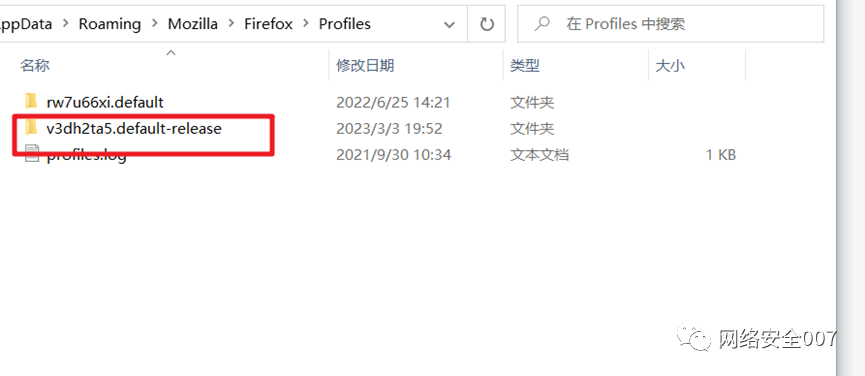 AppData > Roaming > Mozilla > Firefox > Profiles 在 Profiles 中搜索
名称 修改日期 类型 大小
rw7u66xi.default 2022/6/25 14:21 文件夹
v3dh2ta5.default-release 2023/3/3 19:52 文件夹
profiles.log 2021/9/30 10:34 文本文档 1 KB
网络安全007